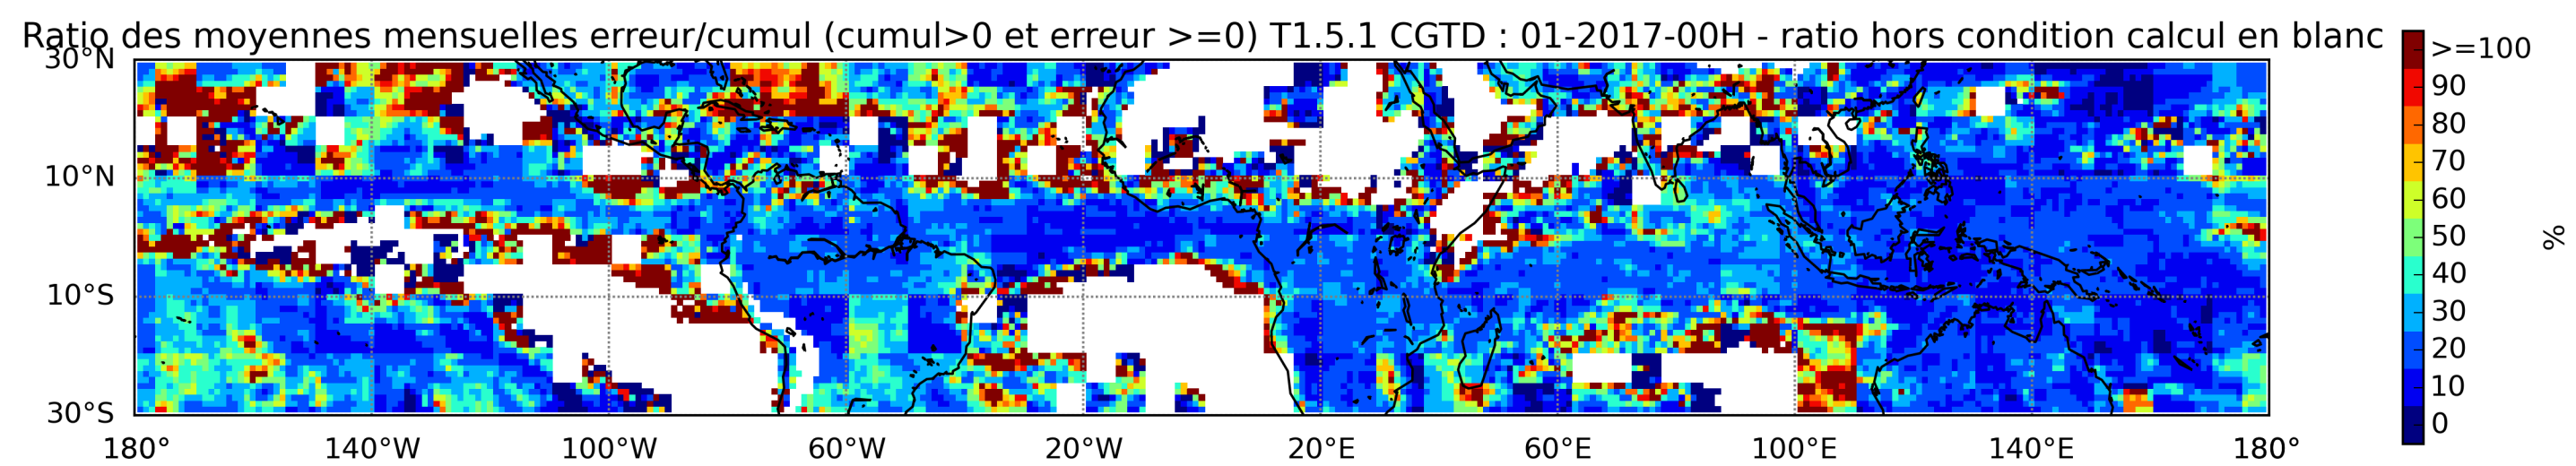 Ratio des moyennes mensuelles erreur/cumul (cumul>0 et erreur >=0) T1.5.1 CGTD : 01-2017-00H - ratio hors condition calcul en blanc
30°N
10°N
10°S
30°S
180° 140°W 100°W 60°W 20°W 20°E 60°E 100°E 140°E 180°
>=100
90
80
70
60
50
40
30
20
10
0
%